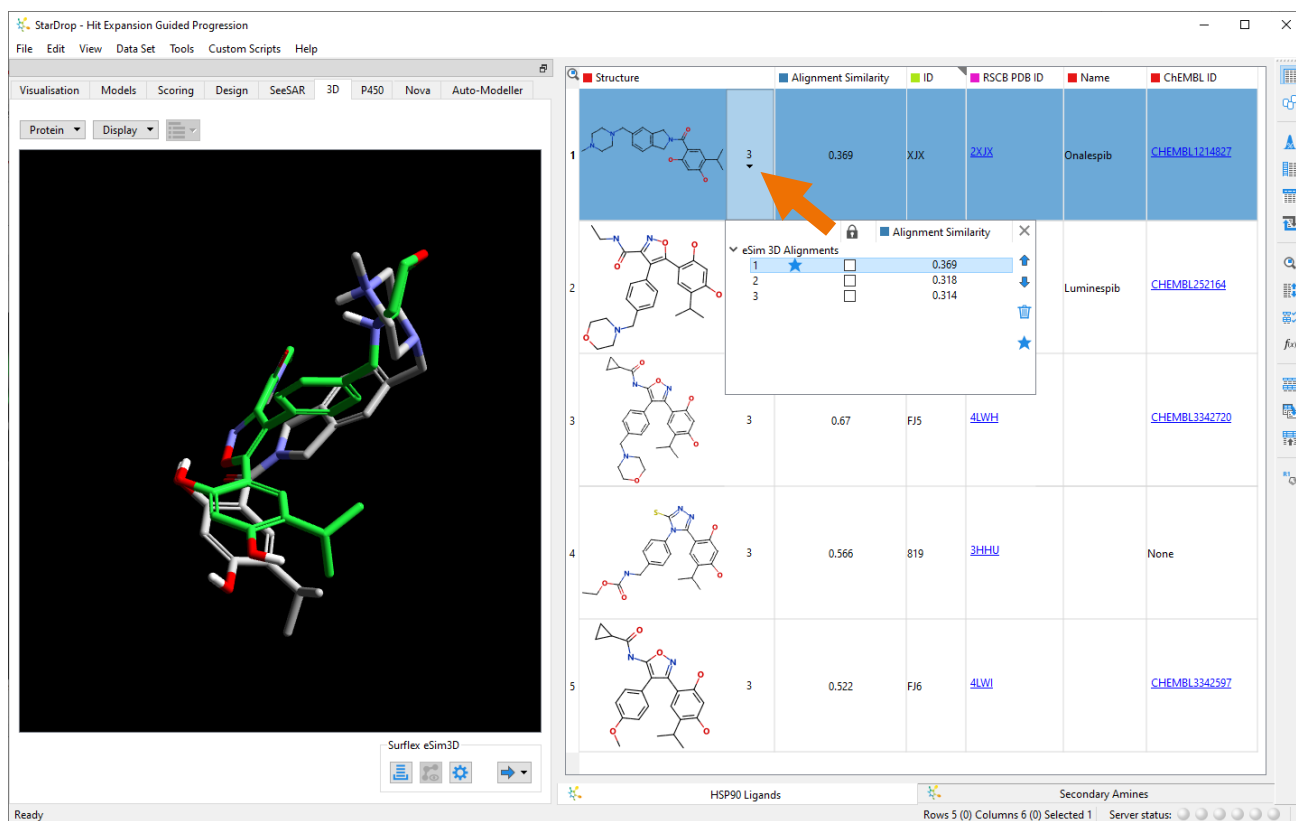 StarDrop - Hit Expansion Guided Progression
File Edit View Data Set Tools Custom Scripts Help
Visualisation Models Scoring Design SeeSAR 3D P450 Nova Auto-Modeller
Protein Display
Structure Alignment Similarity ID RSCB PDB ID Name ChEMBL ID
1 3 0.369 XJX 2XJX Onalespib CHEMBL1214827
Alignment Similarity
eSim 3D Alignments
1 0.369
2 0.318
3 0.314
2 Luminespib CHEMBL252164
3 3 0.67 FJ5 4LWH CHEMBL3342720
4 3 0.566 819 3HHU None
5 3 0.522 FJ6 4LWI CHEMBL3342597
Surflex eSim3D
HSP90 Ligands Secondary Amines
Ready Rows 5 (0) Columns 6 (0) Selected 1 Server status: